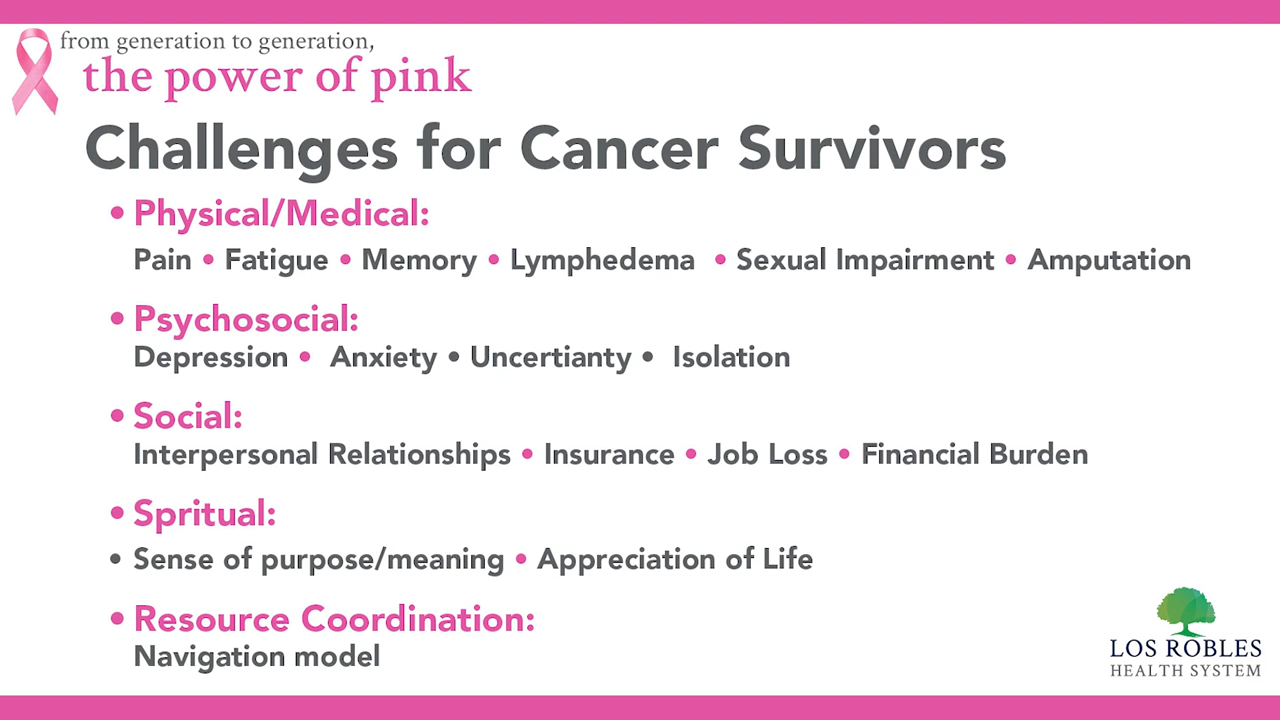 from generation to generation,
the power of pink
Challenges for Cancer Survivors
• Physical/Medical:
Pain • Fatigue • Memory • Lymphedema • Sexual Impairment • Amputation
• Psychosocial:
Depression • Anxiety • Uncertianty • Isolation
• Social:
Interpersonal Relationships • Insurance • Job Loss • Financial Burden
• Spritual:
• Sense of purpose/meaning • Appreciation of Life
• Resource Coordination:
Navigation model
LOS ROBLES
HEALTH SYSTEM